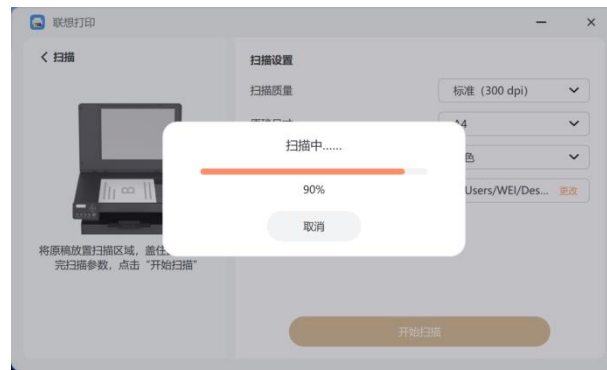 联想打印
扫描
扫描设置
扫描质量
标准（300 dpi）
扫描中......
90%
取消
Users/WEI/Des...
更改
将原稿放置扫描区域，盖住
完扫描参数，点击“开始扫描”
开始扫描